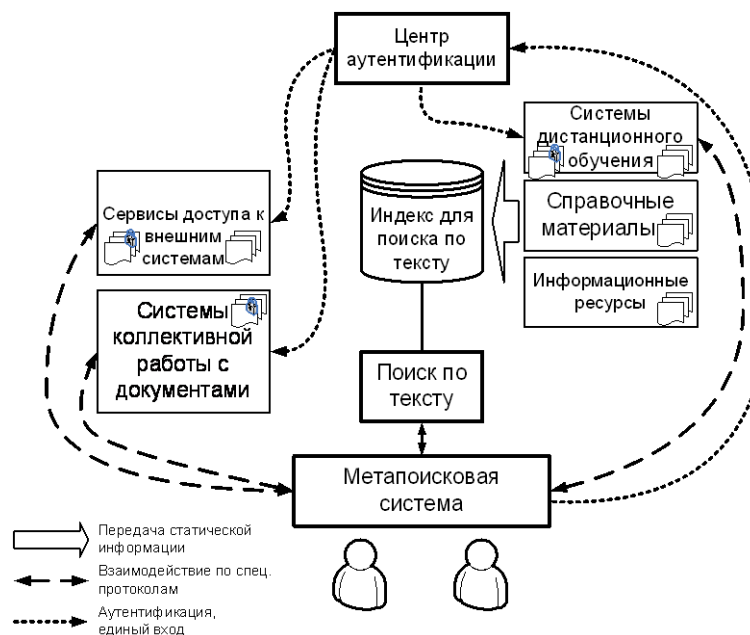 Центр
аутентификации
Системы
дистанционного
обучения
Сервисы доступа к
внешним
системам
Индекс для
поиска по
тексту
Справочные
материалы
Информационные
ресурсы
Системы
коллективной
работы с
документами
Поиск по
тексту
Метапоисковая
система
Передача статической
информации
Взаимодействие по спец.
протоколам
Аутентификация,
единый вход